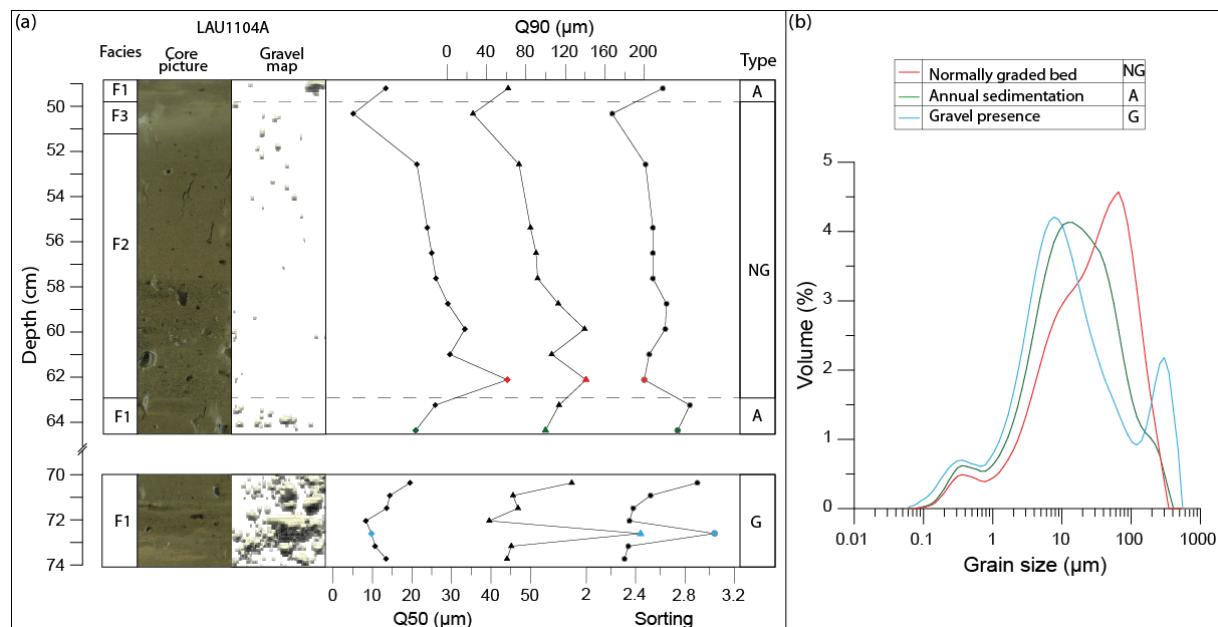 (a)
LAU1104A
Q90 (µm)
0 40 80 120 160 200
Facies
Core
picture
Gravel
map
Type
Depth (cm)
50
52
54
56
58
60
62
64
70
72
74
F1
F3
F2
F1
F1
A
NG
A
G
0 10 20 30 40 50
2 2.4 2.8 3.2
Q50 (µm)
Sorting
(b)
Normally graded bed NG
Annual sedimentation A
Gravel presence G
Volume (%)
5
4
3
2
1
0
0.01 0.1 1 10 100 1000
Grain size (µm)